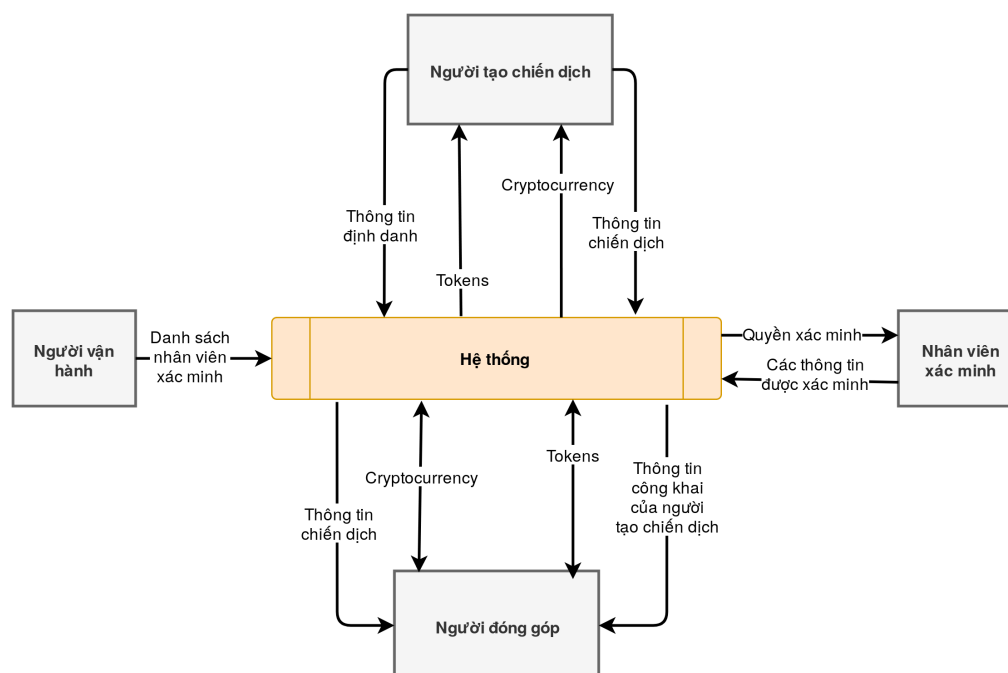 Người tạo chiến dịch
Cryptocurrency
Thông tin
định danh
Thông tin
chiến dịch
Tokens
Người vận
hành
Danh sách
nhân viên
xác minh
Hệ thống
Quyền xác minh
Các thông tin
được xác minh
Nhân viên
xác minh
Cryptocurrency
Tokens
Thông tin
chiến dịch
Thông tin
công khai
của người
tạo chiến dịch
Người đóng góp